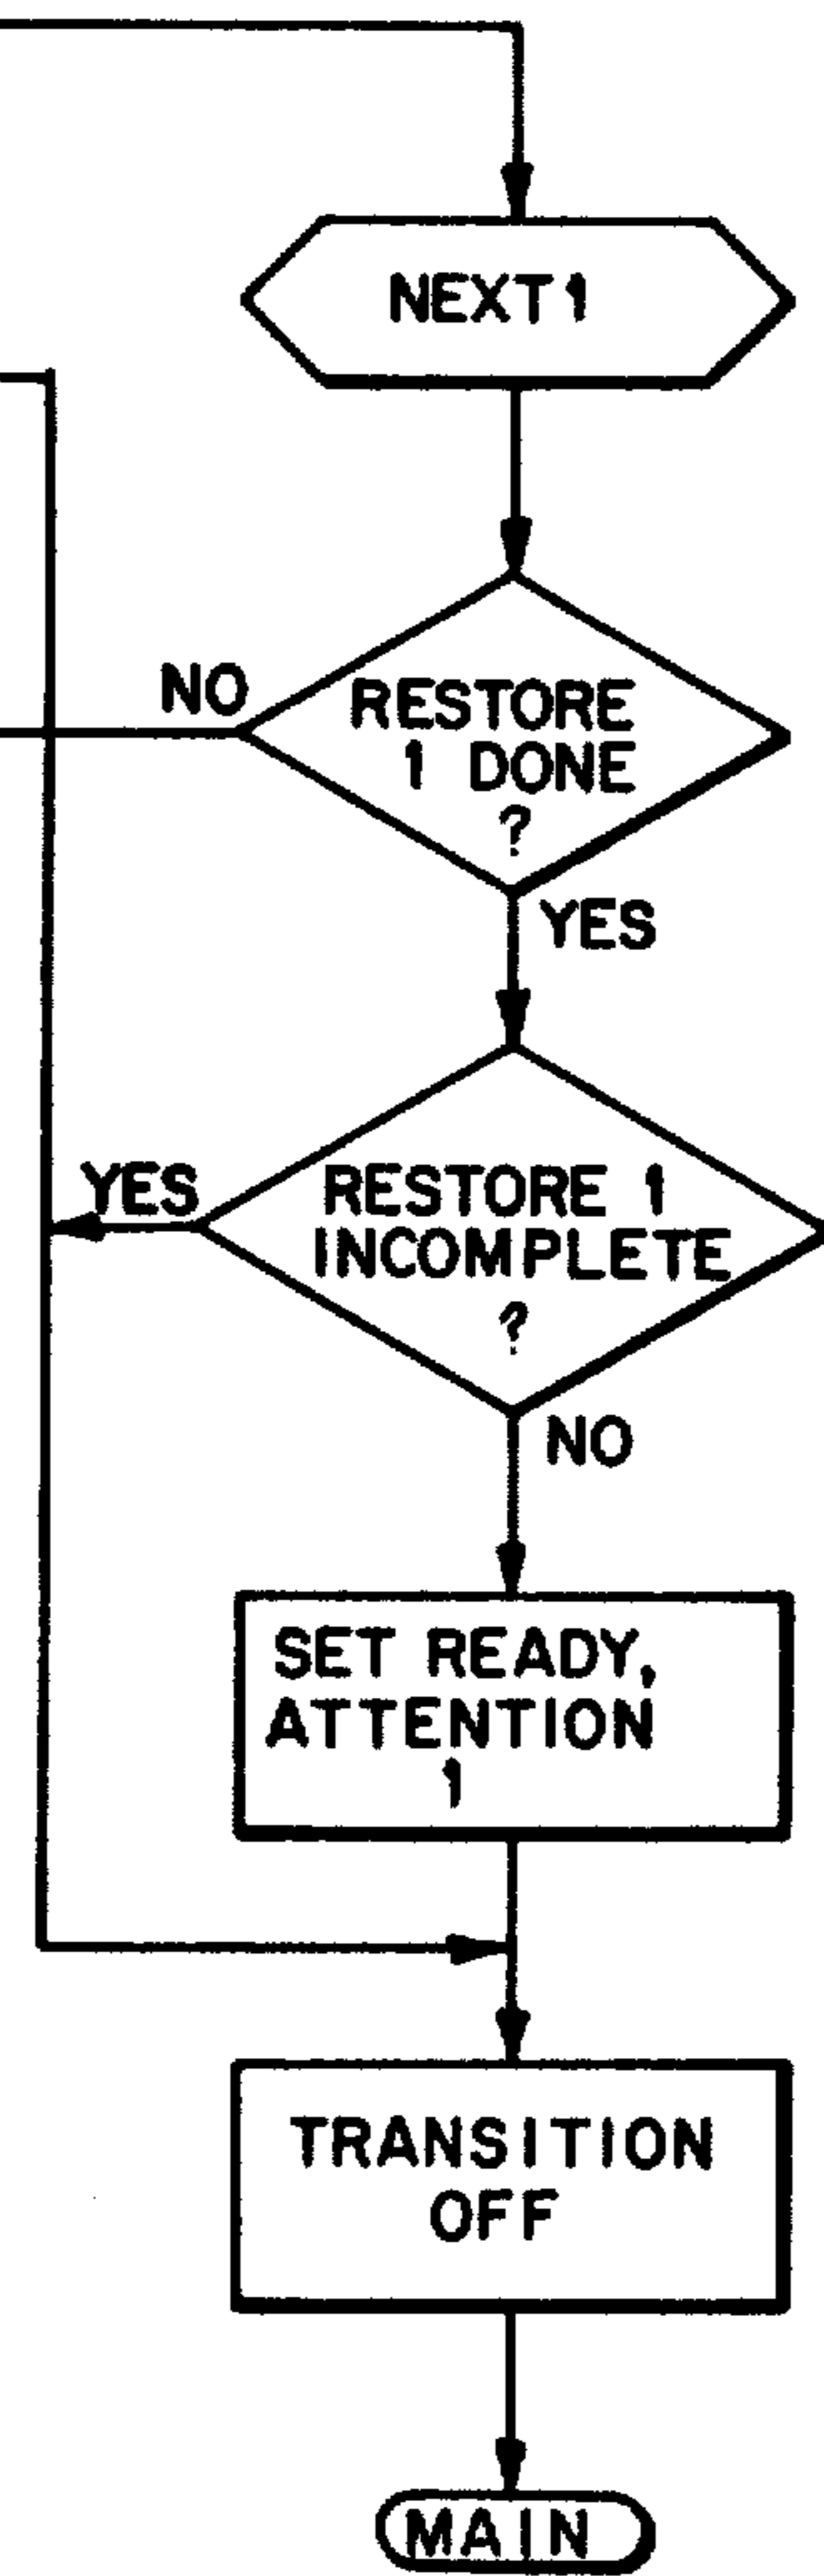 NEXT 1
NO
RESTORE
1 DONE
?
YES
YES
RESTORE 1
INCOMPLETE
?
NO
SET READY,
ATTENTION
1
TRANSITION
OFF
MAIN